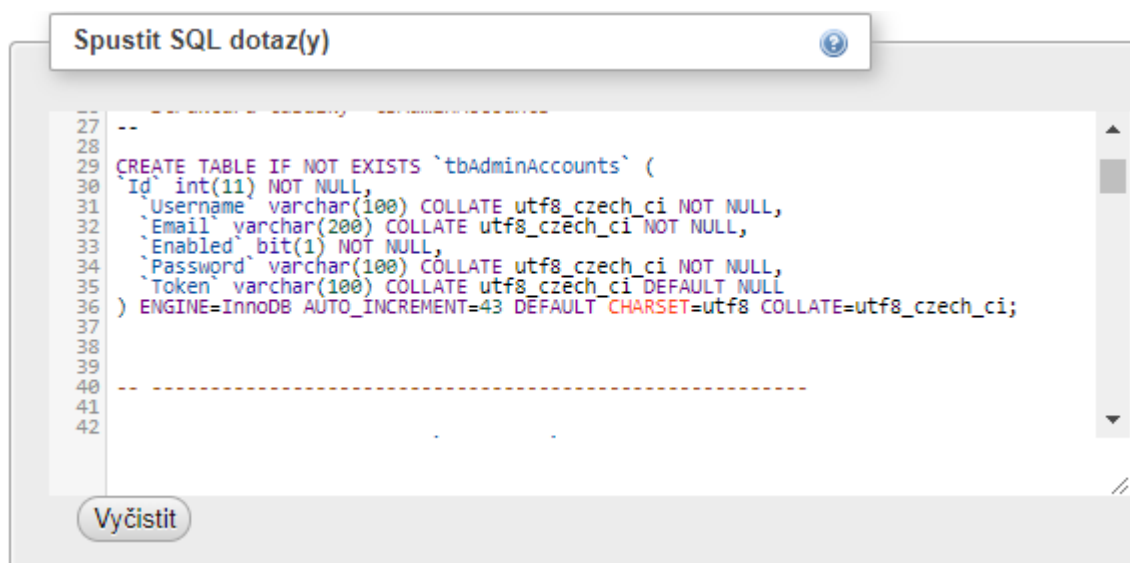 Spustit SQL dotaz(y)
27 --
28
29 CREATE TABLE IF NOT EXISTS `tbAdminAccounts` (
30 `Id` int(11) NOT NULL,
31 `Username` varchar(100) COLLATE utf8_czech_ci NOT NULL,
32 `Email` varchar(200) COLLATE utf8_czech_ci NOT NULL,
33 `Enabled` bit(1) NOT NULL,
34 `Password` varchar(100) COLLATE utf8_czech_ci NOT NULL,
35 `Token` varchar(100) COLLATE utf8_czech_ci DEFAULT NULL
36 ) ENGINE=InnoDB AUTO_INCREMENT=43 DEFAULT CHARSET=utf8 COLLATE=utf8_czech_ci;
37
38
39
40 -- --------------------------------------------------------
41
42
Vyčistit